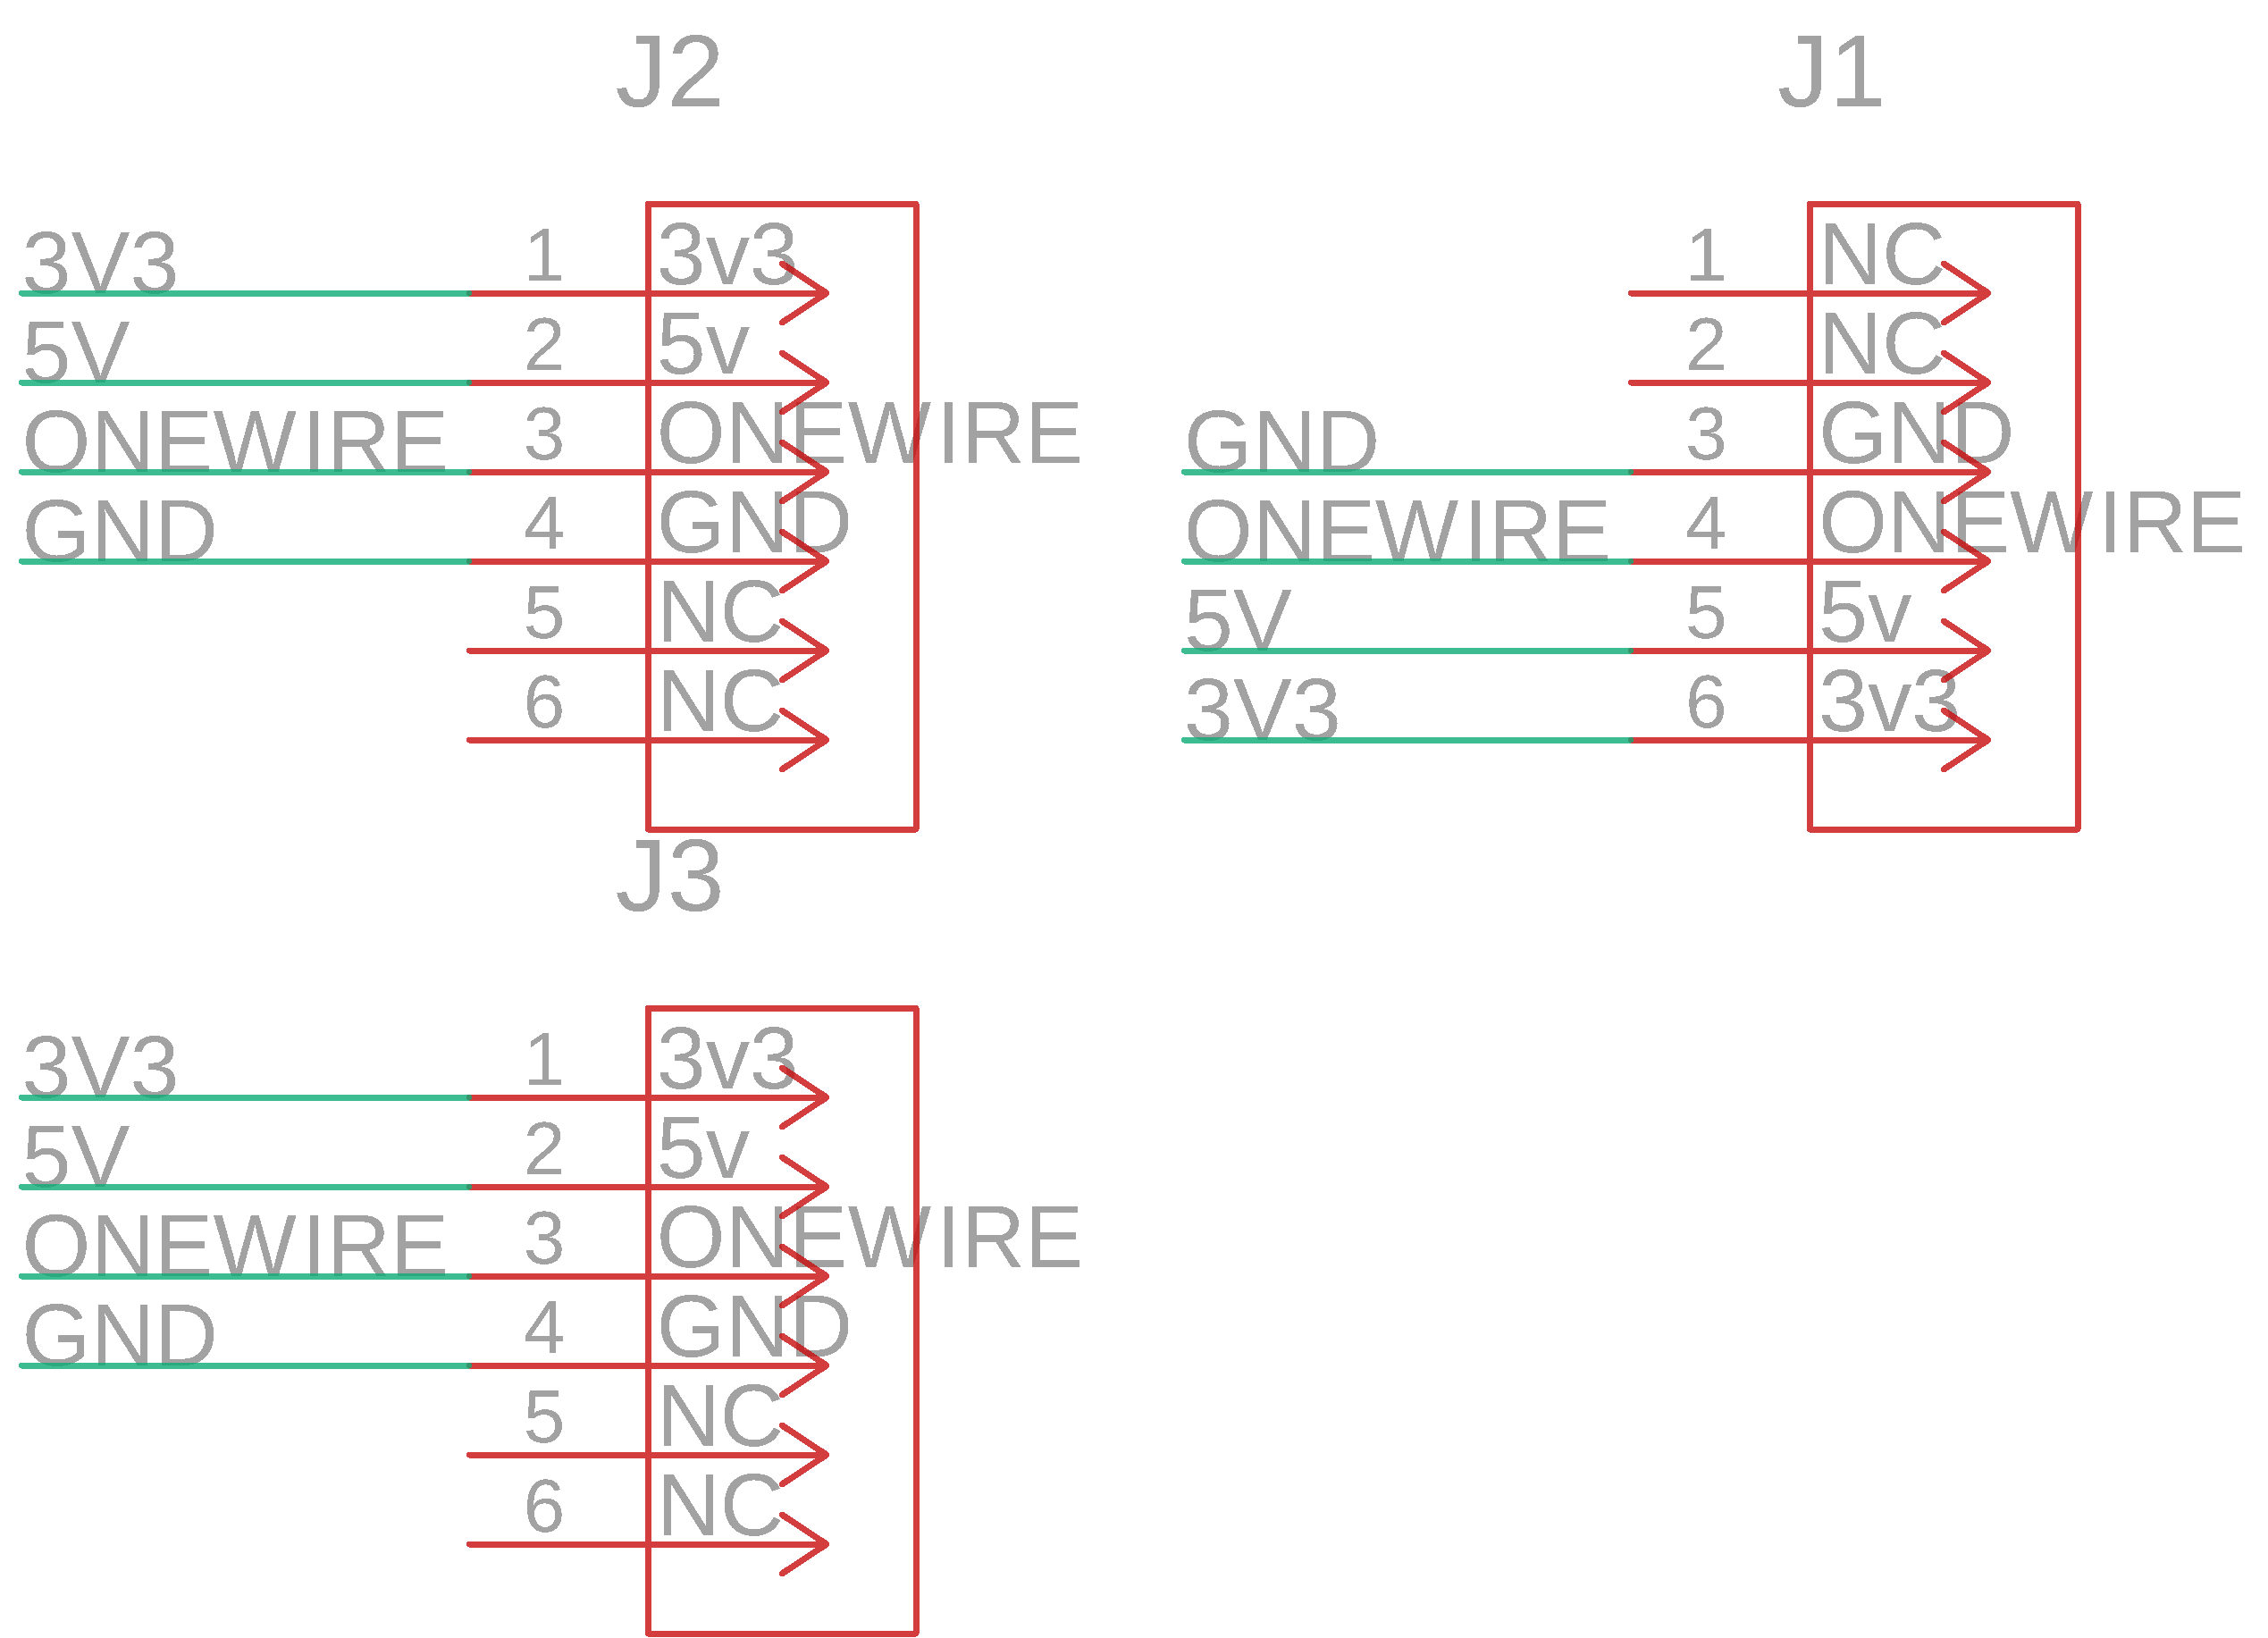 J2
3V3 1 3v3
5V 2 5v
ONEWIRE 3 ONEWIRE
GND 4 GND
5 NC
6 NC
J1
1 NC
2 NC
GND 3 GND
ONEWIRE 4 ONEWIRE
5V 5 5v
3V3 6 3v3
J3
3V3 1 3v3
5V 2 5v
ONEWIRE 3 ONEWIRE
GND 4 GND
5 NC
6 NC